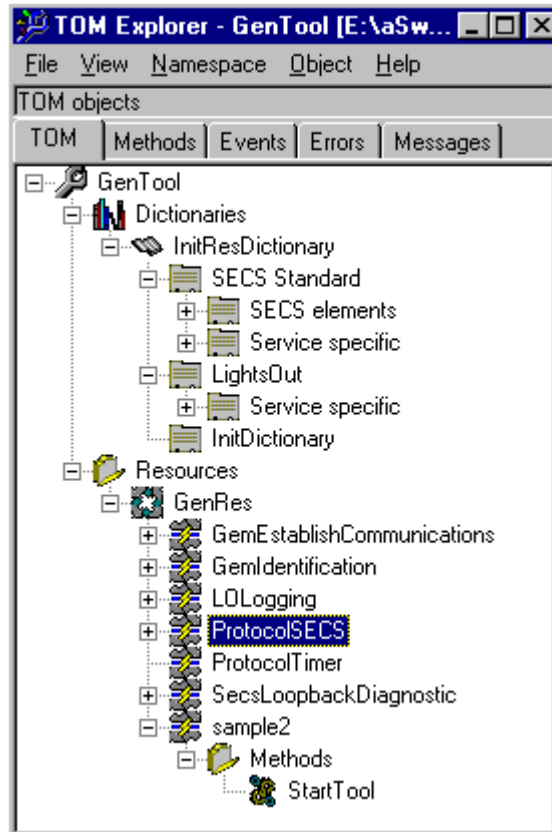 TOM Explorer - GenTool [E:\aSw...
File View Namespace Object Help
TOM objects
TOM Methods Events Errors Messages
GenTool
Dictionaries
InitResDictionary
SECS Standard
SECS elements
Service specific
LightsOut
Service specific
InitDictionary
Resources
GenRes
GemEstablishCommunications
GemIdentification
LOLogging
ProtocolSECS
ProtocolTimer
SecsLoopbackDiagnostic
sample2
Methods
StartTool